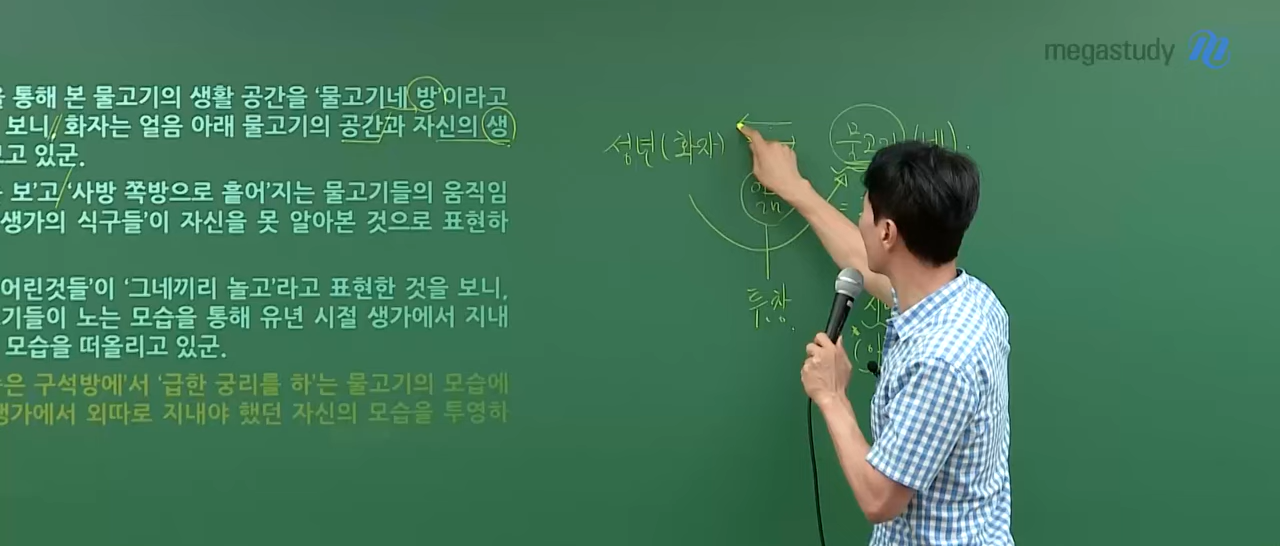 megastudy
통해 본 물고기의 생활 공간을 '물고기네 방'이라고
보니, 화자는 얼음 아래 물고기의 공간과 자신의 생
고 있군.
보'고 '사방 쪽방으로 흩어'지는 물고기들의 움직임
생가의 식구들'이 자신을 못 알아본 것으로 표현하
어린것들'이 '그네끼리 놀고'라고 표현한 것을 보니,
기들이 노는 모습을 통해 유년 시절 생가에서 지내
모습을 떠올리고 있군.
은 구석방에'서 '급한 궁리를 하'는 물고기의 모습에
생가에서 외따로 지내야 했던 자신의 모습을 투영하
성년(화자)
물고기
투창